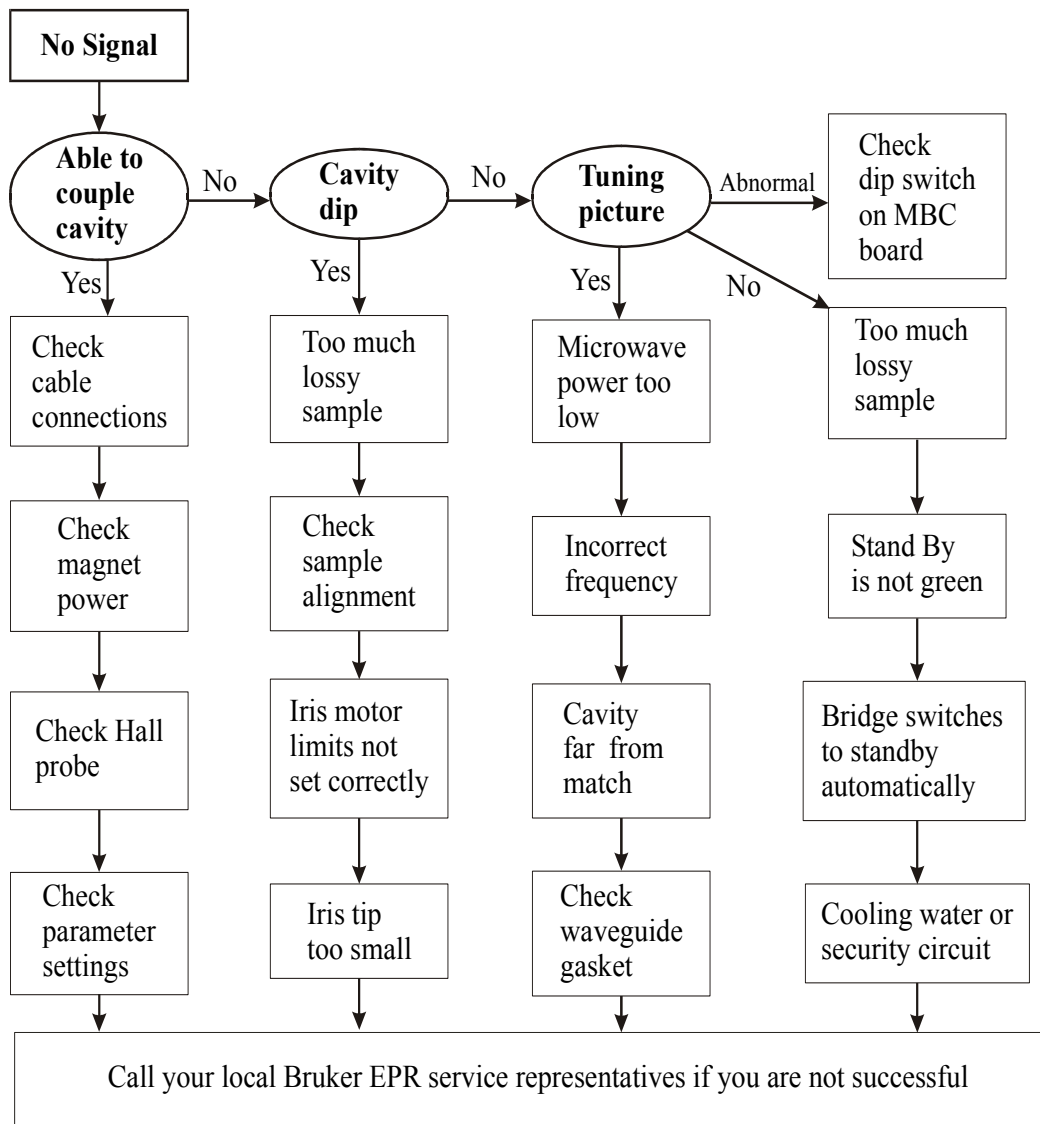 No Signal
Able to
couple
cavity
No
Cavity
dip
No
Tuning
picture
Abnormal
Check
dip switch
on MBC
board
Yes
Yes
Yes
No
Check
cable
connections
Too much
lossy
sample
Microwave
power too
low
Too much
lossy
sample
Check
magnet
power
Check
sample
alignment
Incorrect
frequency
Stand By
is not green
Check Hall
probe
Iris motor
limits not
set correctly
Cavity
far from
match
Bridge switches
to standby
automatically
Check
parameter
settings
Iris tip
too small
Check
waveguide
gasket
Cooling water or
security circuit
Call your local Bruker EPR service representatives if you are not successful